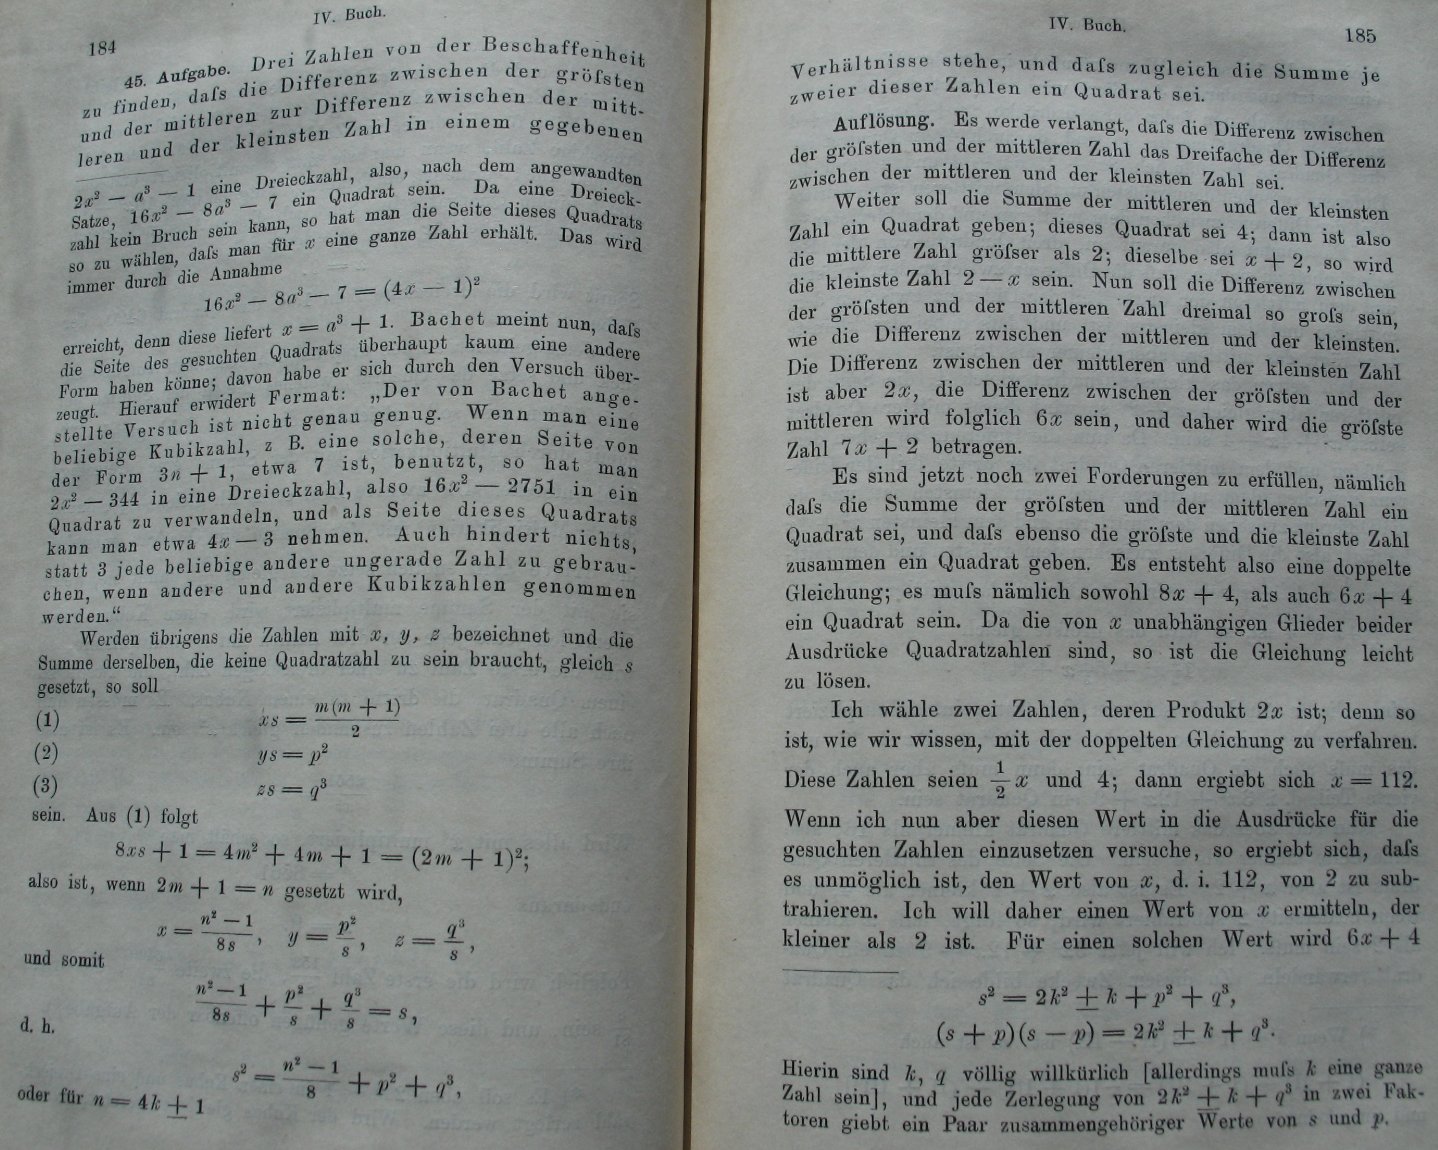 IV. Buch.
184
45. Aufgabe. Drei Zahlen von der Beschaffenheit
zu finden, daſs die Differenz zwischen der gröſsten
und der mittleren zur Differenz zwischen der mitt-
leren und der kleinsten Zahl in einem gegebenen
2x² — a³ — 1 eine Dreieckzahl, also, nach dem angewandten
Satze, 16x² — 8a³ — 7 ein Quadrat sein. Da eine Dreieck-
zahl kein Bruch sein kann, so hat man die Seite dieses Quadrats
so zu wählen, daſs man für x eine ganze Zahl erhält. Das wird
immer durch die Annahme
16x² — 8a³ — 7 = (4x — 1)²
erreicht, denn diese liefert x = a³ + 1. Bachet meint nun, daſs
die Seite des gesuchten Quadrats überhaupt kaum eine andere
Form haben könne; davon habe er sich durch den Versuch über-
zeugt. Hierauf erwidert Fermat: „Der von Bachet ange-
stellte Versuch ist nicht genau genug. Wenn man eine
beliebige Kubikzahl, z B. eine solche, deren Seite von
der Form 3n + 1, etwa 7 ist, benutzt, so hat man
2x² — 344 in eine Dreieckzahl, also 16x² — 2751 in ein
Quadrat zu verwandeln, und als Seite dieses Quadrats
kann man etwa 4x — 3 nehmen. Auch hindert nichts,
statt 3 jede beliebige andere ungerade Zahl zu gebrau-
chen, wenn andere und andere Kubikzahlen genommen
werden.“
Werden übrigens die Zahlen mit x, y, z bezeichnet und die
Summe derselben, die keine Quadratzahl zu sein braucht, gleich s
gesetzt, so soll
(1) xs = m(m + 1)/2
(2) ys = p²
(3) zs = q³
sein. Aus (1) folgt
8xs + 1 = 4m² + 4m + 1 = (2m + 1)²;
also ist, wenn 2m + 1 = n gesetzt wird,
x = n² — 1/8s, y = p²/s, z = q³/s,
und somit
n² — 1/8s + p²/s + q³/s = s,
d. h.
s² = n² — 1/8 + p² + q³,
oder für n = 4k ± 1
IV. Buch.
185
Verhältnisse stehe, und daſs zugleich die Summe je
zweier dieser Zahlen ein Quadrat sei.
Auflösung. Es werde verlangt, daſs die Differenz zwischen
der gröſsten und der mittleren Zahl das Dreifache der Differenz
zwischen der mittleren und der kleinsten Zahl sei.
Weiter soll die Summe der mittleren und der kleinsten
Zahl ein Quadrat geben; dieses Quadrat sei 4; dann ist also
die mittlere Zahl gröſser als 2; dieselbe sei x + 2, so wird
die kleinste Zahl 2 — x sein. Nun soll die Differenz zwischen
der gröſsten und der mittleren Zahl dreimal so groſs sein,
wie die Differenz zwischen der mittleren und der kleinsten.
Die Differenz zwischen der mittleren und der kleinsten Zahl
ist aber 2x, die Differenz zwischen der gröſsten und der
mittleren wird folglich 6x sein, und daher wird die gröſste
Zahl 7x + 2 betragen.
Es sind jetzt noch zwei Forderungen zu erfüllen, nämlich
daſs die Summe der gröſsten und der mittleren Zahl ein
Quadrat sei, und daſs ebenso die gröſste und die kleinste Zahl
zusammen ein Quadrat geben. Es entsteht also eine doppelte
Gleichung; es muſs nämlich sowohl 8x + 4, als auch 6x + 4
ein Quadrat sein. Da die von x unabhängigen Glieder beider
Ausdrücke Quadratzahlen sind, so ist die Gleichung leicht
zu lösen.
Ich wähle zwei Zahlen, deren Produkt 2x ist; denn so
ist, wie wir wissen, mit der doppelten Gleichung zu verfahren.
Diese Zahlen seien 1/2 x und 4; dann ergiebt sich x = 112.
Wenn ich nun aber diesen Wert in die Ausdrücke für die
gesuchten Zahlen einzusetzen versuche, so ergiebt sich, daſs
es unmöglich ist, den Wert von x, d. i. 112, von 2 zu sub-
trahieren. Ich will daher einen Wert von x ermitteln, der
kleiner als 2 ist. Für einen solchen Wert wird 6x + 4
s² = 2k² ± k + p² + q³,
(s + p)(s — p) = 2k² ± k + q³.
Hierin sind k, q völlig willkürlich [allerdings muſs k eine ganze
Zahl sein], und jede Zerlegung von 2k² ± k + q³ in zwei Fak-
toren giebt ein Paar zusammengehöriger Werte von s und p.